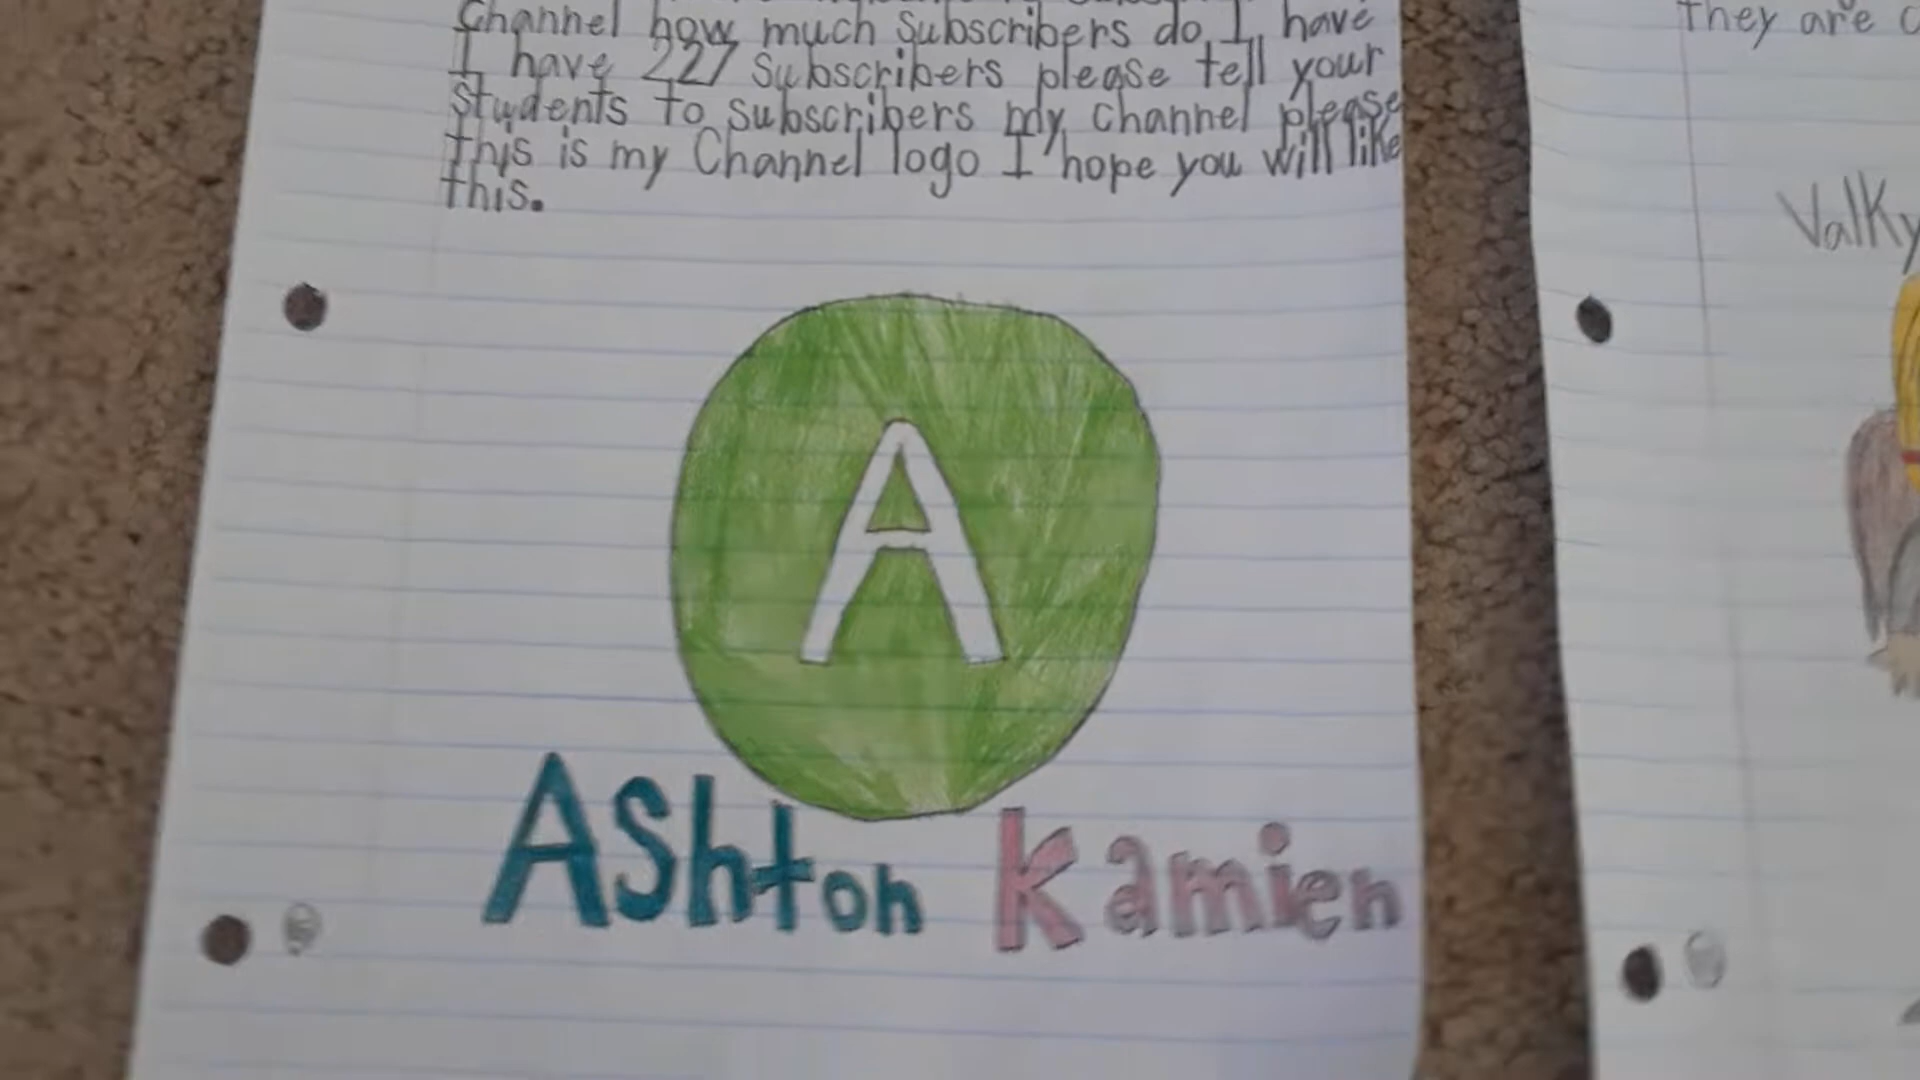 Channel how much Subscribers do I have
I have 227 Subscribers please tell your
Students to subscribers my channel please
this is my Channel logo I hope you will like
this.
A
Ashton Kamien
they are
Valky